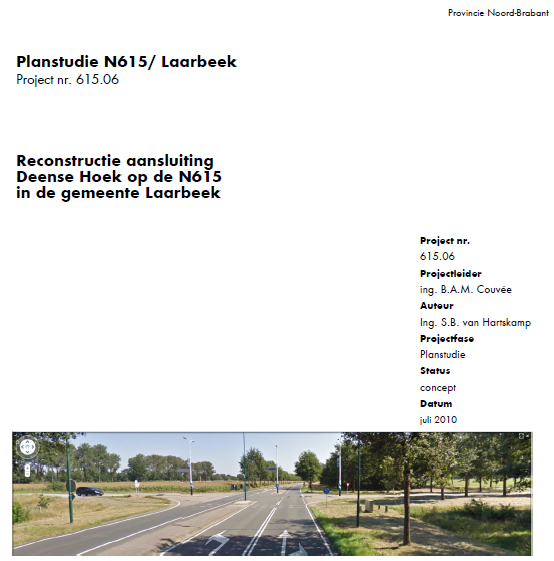 Provincie Noord-Brabant
Planstudie N615/ Laarbeek
Project nr. 615.06
Reconstructie aansluiting
Deense Hoek op de N615
in de gemeente Laarbeek
Project nr.
615.06
Projectleider
ing. B.A.M. Couvée
Auteur
Ing. S.B. van Hartskamp
Projectfase
Planstudie
Status
concept
Datum
juli 2010